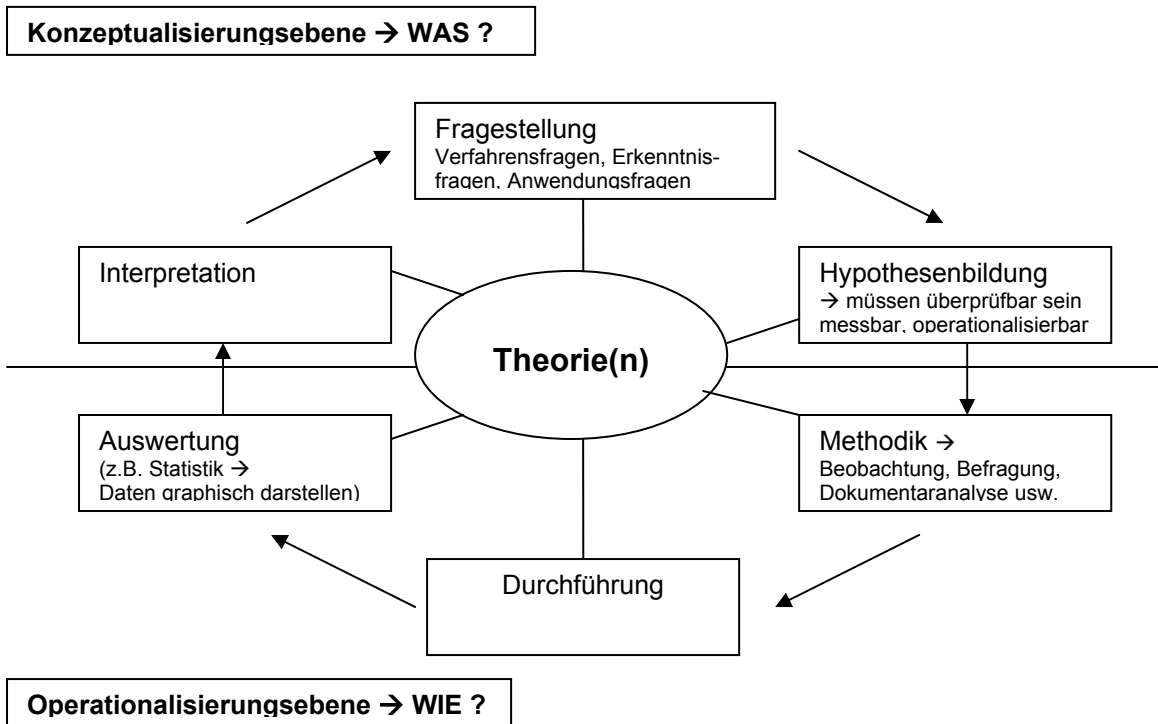 Konzeptualisierungsebene → WAS ?
Fragestellung
Verfahrensfragen, Erkenntnis-
fragen, Anwendungsfragen
Interpretation
Hypothesenbildung
→ müssen überprüfbar sein
messbar, operationalisierbar
Theorie(n)
Auswertung
(z.B. Statistik →
Daten graphisch darstellen)
Methodik →
Beobachtung, Befragung,
Dokumentaranalyse usw.
Durchführung
Operationalisierungsebene → WIE ?